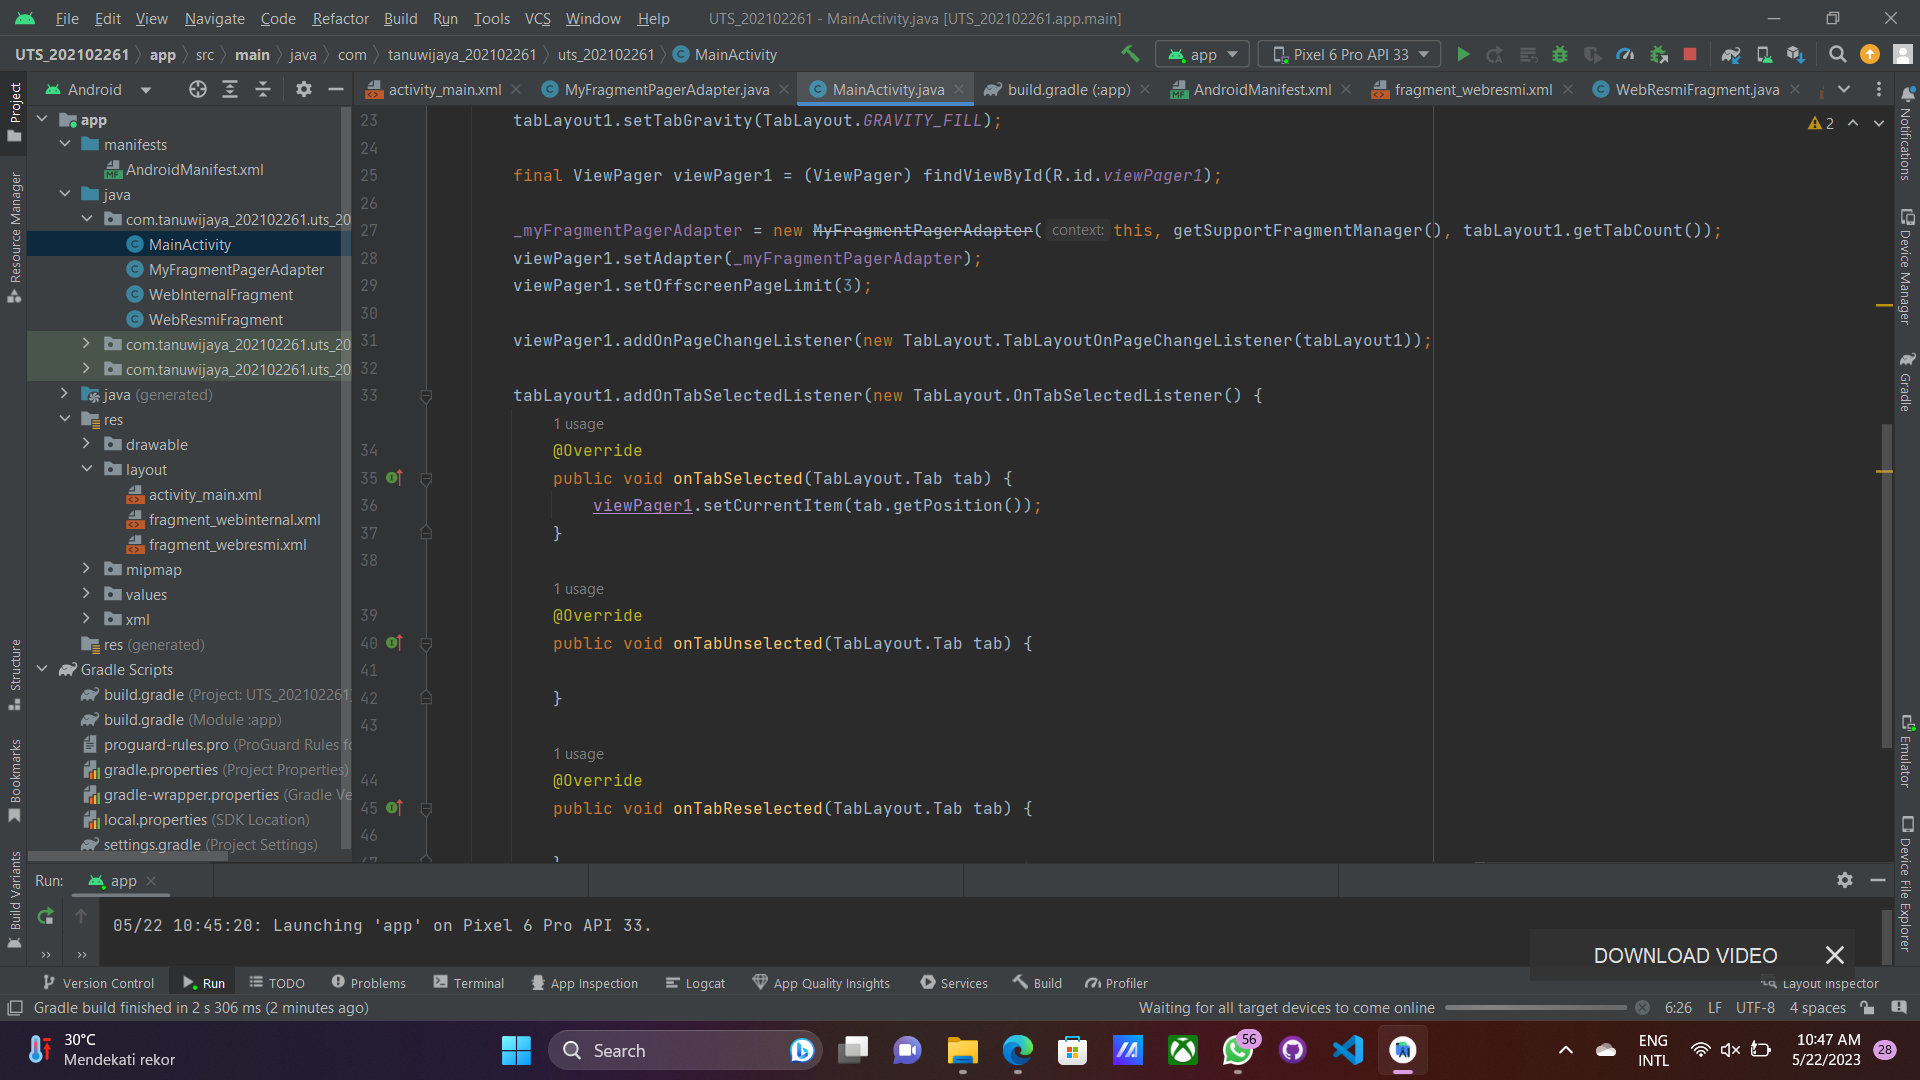 File Edit View Navigate Code Refactor Build Run Tools VCS Window Help UTS_202102261 - MainActivity.java [UTS_202102261.app.main]
UTS_202102261 app src main java com tanuwijaya_202102261 uts_202102261 MainActivity app Pixel 6 Pro API 33
Android
activity_main.xml MyFragmentPagerAdapter.java MainActivity.java build.gradle (:app) AndroidManifest.xml fragment_webresmi.xml WebResmiFragment.java
Project
Resource Manager
Structure
Bookmarks
Build Variants
app
manifests
AndroidManifest.xml
java
com.tanuwijaya_202102261.uts_20
MainActivity
MyFragmentPagerAdapter
WebInternalFragment
WebResmiFragment
com.tanuwijaya_202102261.uts_20
com.tanuwijaya_202102261.uts_20
java (generated)
res
drawable
layout
activity_main.xml
fragment_webinternal.xml
fragment_webresmi.xml
mipmap
values
xml
res (generated)
Gradle Scripts
build.gradle (Project: UTS_202102261
build.gradle (Module :app)
proguard-rules.pro (ProGuard Rules fo
gradle.properties (Project Properties)
gradle-wrapper.properties (Gradle Ve
local.properties (SDK Location)
settings.gradle (Project Settings)
2
23 tabLayout1.setTabGravity(TabLayout.GRAVITY_FILL);
24
25 final ViewPager viewPager1 = (ViewPager) findViewById(R.id.viewPager1);
26
27 _myFragmentPagerAdapter = new MyFragmentPagerAdapter( context: this, getSupportFragmentManager(), tabLayout1.getTabCount());
28 viewPager1.setAdapter(_myFragmentPagerAdapter);
29 viewPager1.setOffscreenPageLimit(3);
30
31 viewPager1.addOnPageChangeListener(new TabLayout.TabLayoutOnPageChangeListener(tabLayout1));
32
33 tabLayout1.addOnTabSelectedListener(new TabLayout.OnTabSelectedListener() {
1 usage
34 @Override
35 public void onTabSelected(TabLayout.Tab tab) {
36 viewPager1.setCurrentItem(tab.getPosition());
37 }
38
1 usage
39 @Override
40 public void onTabUnselected(TabLayout.Tab tab) {
41
42 }
43
1 usage
44 @Override
45 public void onTabReselected(TabLayout.Tab tab) {
46
47 }
Notifications
Device Manager
Gradle
Emulator
Device File Explorer
Run: app
05/22 10:45:20: Launching 'app' on Pixel 6 Pro API 33.
DOWNLOAD VIDEO
Version Control Run TODO Problems Terminal App Inspection Logcat App Quality Insights Services Build Profiler Layout Inspector
Gradle build finished in 2 s 306 ms (2 minutes ago) Waiting for all target devices to come online 6:26 LF UTF-8 4 spaces
30°C
Mendekati rekor
Search
56
ENG
INTL
10:47 AM
5/22/2023
28